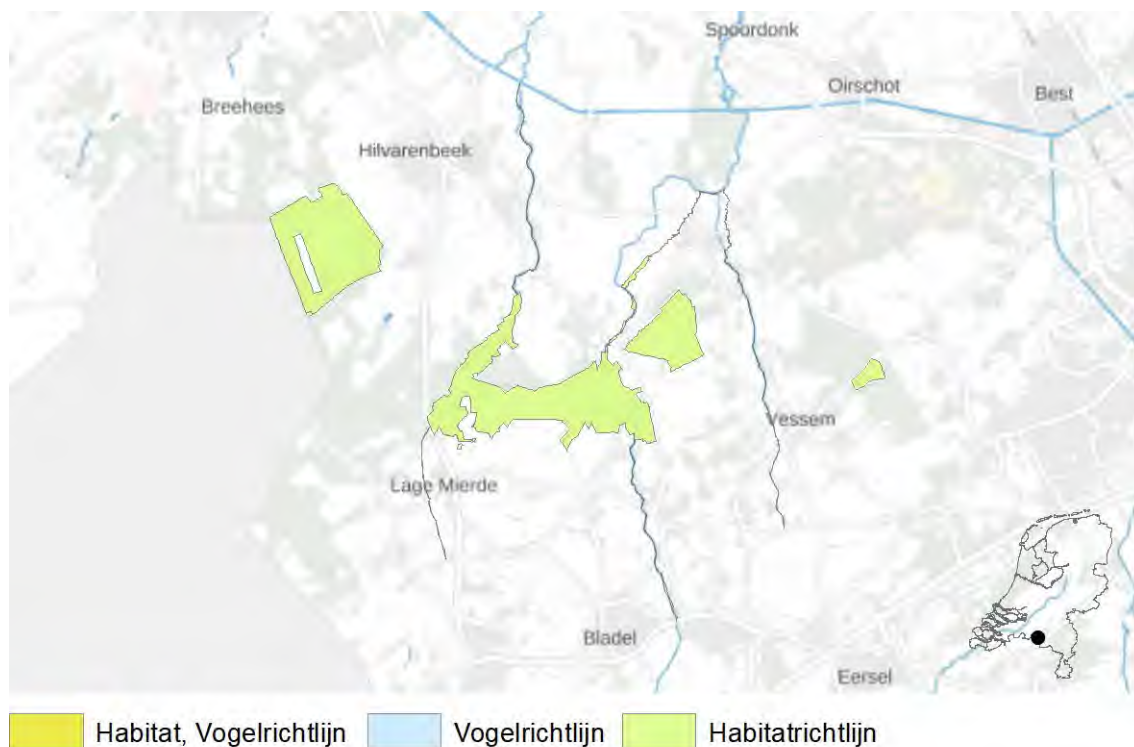 Spoordonk
Oirschot
Best
Breehees
Hilvarenbeek
Vessem
Lage Mierde
Bladel
Eersel
Habitat, Vogelrichtlijn
Vogelrichtlijn
Habitatrichtlijn